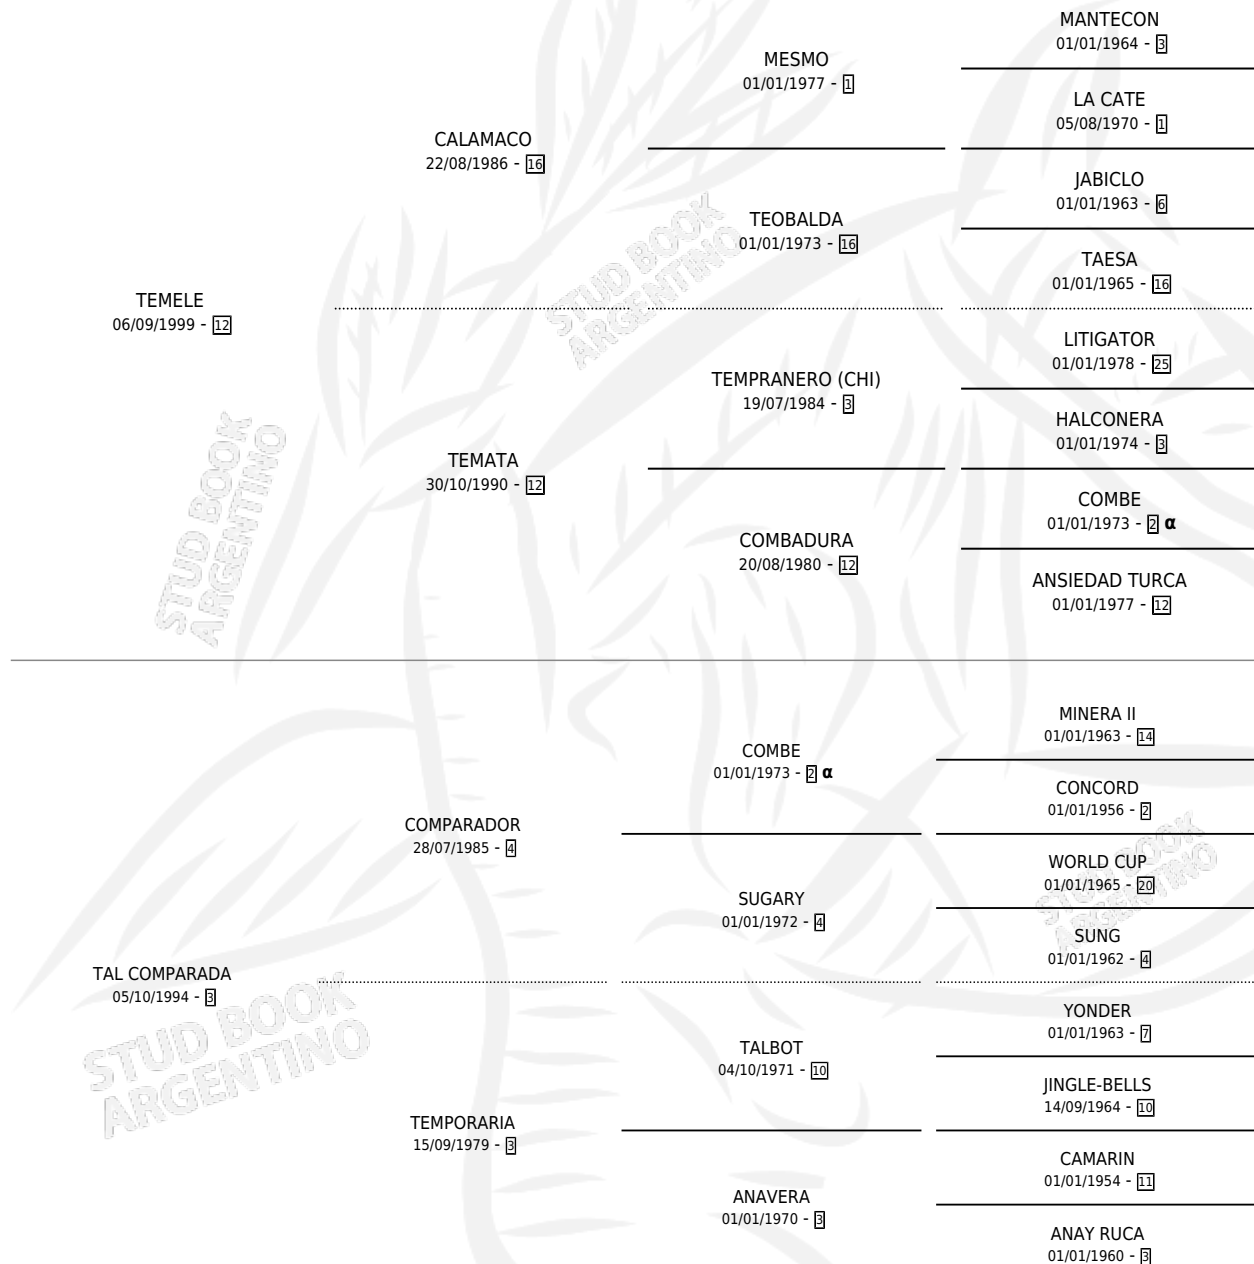 MANTECON
01/01/1964 - 3
MESMO
01/01/1977 - 1
LA CATE
05/08/1970 - 1
CALAMACO
22/08/1986 - 16
JABICLO
01/01/1963 - 6
TEOBALDA
01/01/1973 - 16
TAESA
01/01/1965 - 16
TEMELE
06/09/1999 - 12
LITIGATOR
01/01/1978 - 25
TEMPRANERO (CHI)
19/07/1984 - 3
HALCONERA
01/01/1974 - 3
TEMATA
30/10/1990 - 12
COMBE
01/01/1973 - 2 α
COMBADURA
20/08/1980 - 12
ANSIEDAD TURCA
01/01/1977 - 12
MINERA II
01/01/1963 - 14
COMBE
01/01/1973 - 2 α
CONCORD
01/01/1956 - 2
COMPARADOR
28/07/1985 - 4
WORLD CUP
01/01/1965 - 20
SUGARY
01/01/1972 - 4
SUNG
01/01/1962 - 4
TAL COMPARADA
05/10/1994 - 3
YONDER
01/01/1963 - 7
TALBOT
04/10/1971 - 10
JINGLE-BELLS
14/09/1964 - 10
TEMPORARIA
15/09/1979 - 3
CAMARIN
01/01/1954 - 11
ANAVERA
01/01/1970 - 3
ANAY RUCA
01/01/1960 - 3
STUD BOOK
ARGENTINO
STUD BOOK
ARGENTINO
STUD BOOK
ARGENTINO
STUD BOOK
ARGENTINO